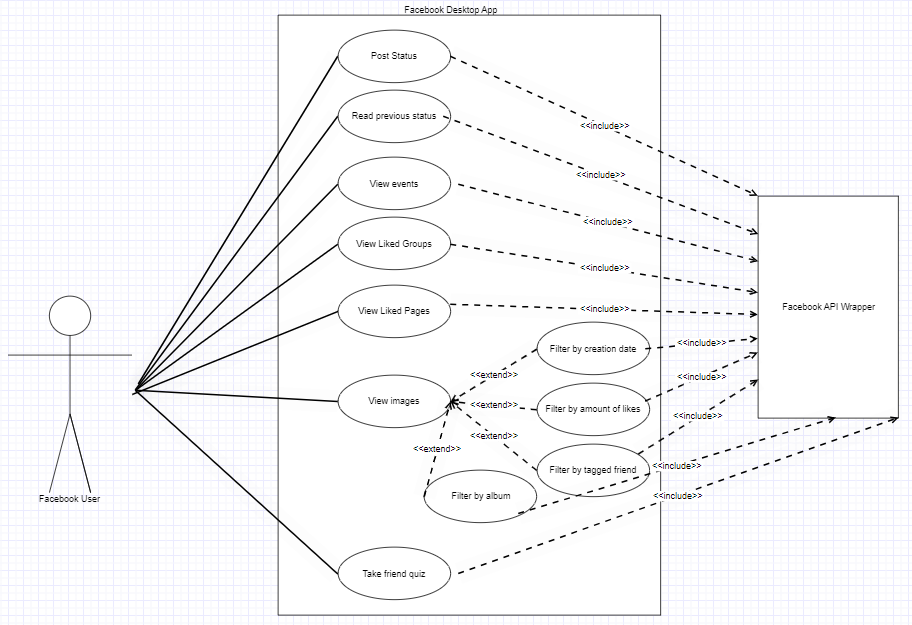 Facebook Desktop App
Post Status
<<include>>
Read previous status
<<include>>
View events
<<include>>
View Liked Groups
<<include>>
View Liked Pages
<<include>>
Facebook API Wrapper
Filter by creation date
<<include>>
<<extend>>
<<include>>
View images
<<extend>>
Filter by amount of likes
<<include>>
<<extend>>
<<extend>>
Filter by tagged friend
<<include>>
Filter by album
<<include>>
Facebook User
Take friend quiz